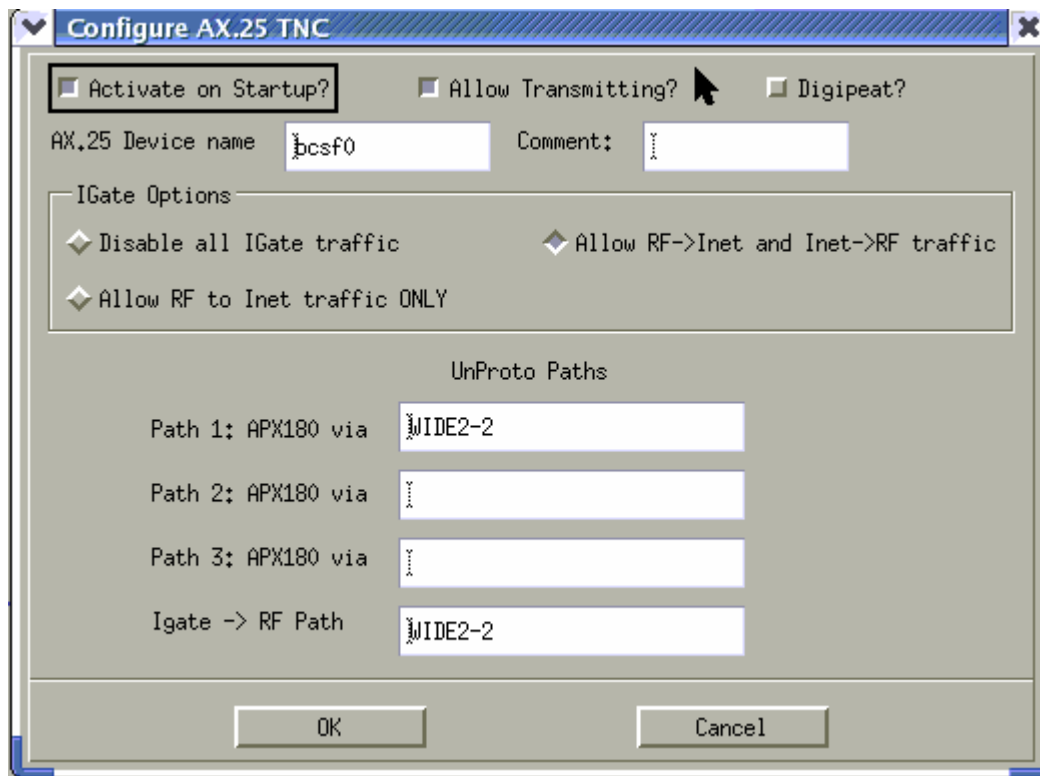 Configure AX.25 TNC
Activate on Startup? Allow Transmitting? Digipeat?
AX.25 Device name bcsf0 Comment:
IGate Options
Disable all IGate traffic Allow RF->Inet and Inet->RF traffic
Allow RF to Inet traffic ONLY
UnProto Paths
Path 1: APX180 via WIDE2-2
Path 2: APX180 via
Path 3: APX180 via
Igate -> RF Path WIDE2-2
OK Cancel